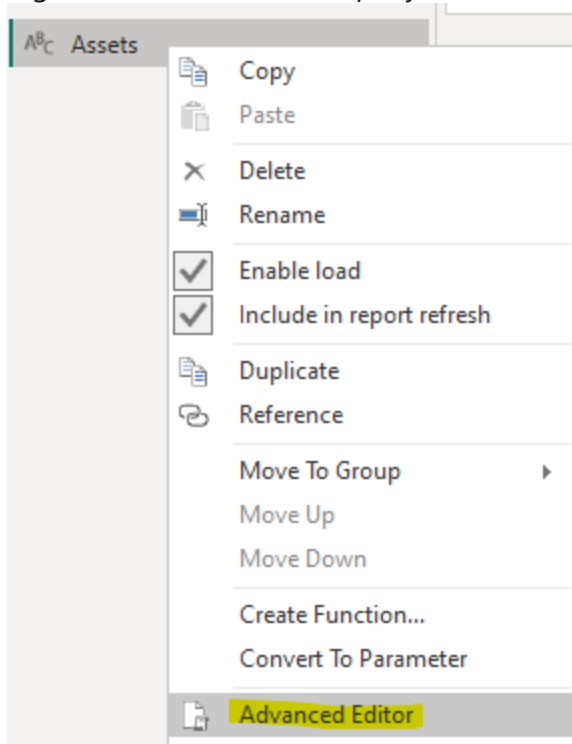 ABC Assets
Copy
Paste
Delete
Rename
Enable load
Include in report refresh
Duplicate
Reference
Move To Group
Move Up
Move Down
Create Function...
Convert To Parameter
Advanced Editor